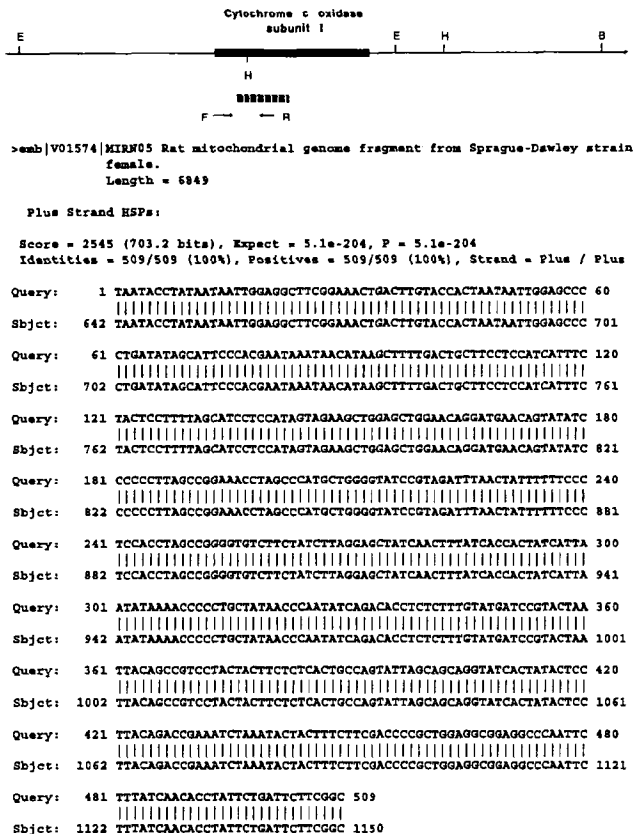 Cytochrome c oxidase
subunit I
E E H B
H
F R
>emb|V01574|MIRN05 Rat mitochondrial genome fragment from Sprague-Dawley strain
female.
Length = 6849
Plus Strand HSPs:
Score = 2545 (703.2 bits), Expect = 5.1e-204, P = 5.1e-204
Identities = 509/509 (100%), Positives = 509/509 (100%), Strand = Plus / Plus
Query: 1 TAATACCTATAATAATTGGAGGCTTCGGAAACTGACTTGTACCACTAATAATTGGAGCCC 60
Sbjct: 642 TAATACCTATAATAATTGGAGGCTTCGGAAACTGACTTGTACCACTAATAATTGGAGCCC 701
Query: 61 CTGATATAGCATTCCCACGAATAAATAACATAAGCTTTTGACTGCTTCCTCCATCATTTC 120
Sbjct: 702 CTGATATAGCATTCCCACGAATAAATAACATAAGCTTTTGACTGCTTCCTCCATCATTTC 761
Query: 121 TACTCCTTTTAGCATCCTCCATAGTAGAAGCTGGAGCTGGAACAGGATGAACAGTATATC 180
Sbjct: 762 TACTCCTTTTAGCATCCTCCATAGTAGAAGCTGGAGCTGGAACAGGATGAACAGTATATC 821
Query: 181 CCCCCTTAGCCGGAAACCTAGCCCATGCTGGGGTATCCGTAGATTTAACTATTTTTTCCC 240
Sbjct: 822 CCCCCTTAGCCGGAAACCTAGCCCATGCTGGGGTATCCGTAGATTTAACTATTTTTTCCC 881
Query: 241 TCCACCTAGCCGGGGTGTCTTCTATCTTAGGAGCTATCAACTTTATCACCACTATCATTA 300
Sbjct: 882 TCCACCTAGCCGGGGTGTCTTCTATCTTAGGAGCTATCAACTTTATCACCACTATCATTA 941
Query: 301 ATATAAAACCCCCTGCTATAACCCAATATCAGACACCTCTCTTTGTATGATCCGTACTAA 360
Sbjct: 942 ATATAAAACCCCCTGCTATAACCCAATATCAGACACCTCTCTTTGTATGATCCGTACTAA 1001
Query: 361 TTACAGCCGTCCTACTACTTCTCTCACTGCCAGTATTAGCAGCAGGTATCACTATACTCC 420
Sbjct: 1002 TTACAGCCGTCCTACTACTTCTCTCACTGCCAGTATTAGCAGCAGGTATCACTATACTCC 1061
Query: 421 TTACAGACCGAAATCTAAATACTACTTTCTTCGACCCCGCTGGAGGCGGAGGCCCAATTC 480
Sbjct: 1062 TTACAGACCGAAATCTAAATACTACTTTCTTCGACCCCGCTGGAGGCGGAGGCCCAATTC 1121
Query: 481 TTTATCAACACCTATTCTGATTCTTCGGC 509
Sbjct: 1122 TTTATCAACACCTATTCTGATTCTTCGGC 1150